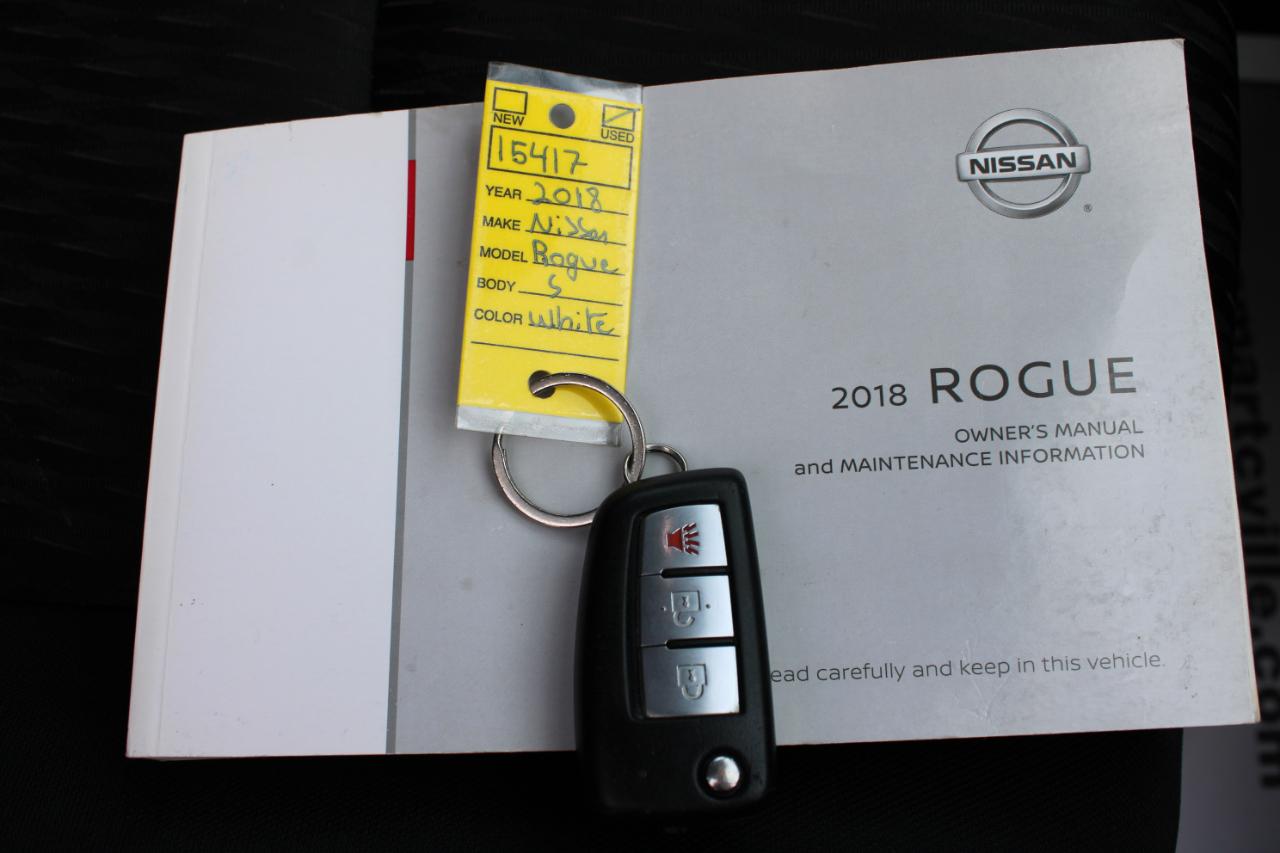 NEW
USED
15417
YEAR 2018
MAKE Nissan
MODEL Rogue
BODY S
COLOR White
NISSAN
®
2018 ROGUE
OWNER'S MANUAL
and MAINTENANCE INFORMATION
ead carefully and keep in this vehicle.